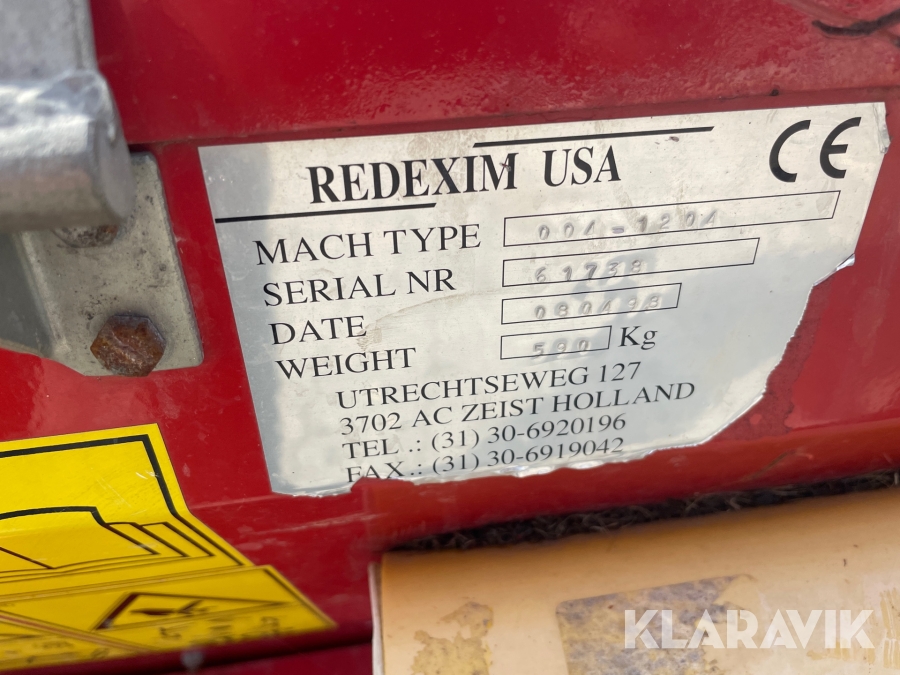 REDEXIM USA
CE
MACH TYPE 004-1204
SERIAL NR 61738
DATE 080498
WEIGHT 590 Kg
UTRECHTSEWEG 127
3702 AC ZEIST HOLLAND
TEL .: (31) 30-6920196
FAX .: (31) 30-6919042
KLARAVIK